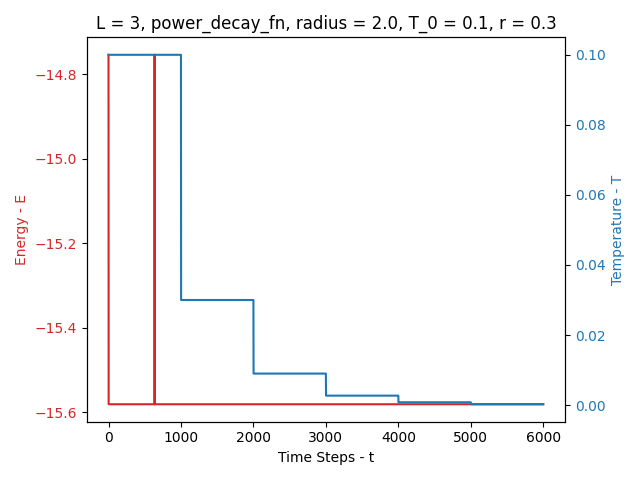 L = 3, power_decay_fn, radius = 2.0, T_0 = 0.1, r = 0.3
Energy - E
−14.8
−15.0
−15.2
−15.4
−15.6
0.10
0.08
0.06
0.04
0.02
0.00
Temperature - T
0 1000 2000 3000 4000 5000 6000
Time Steps - t